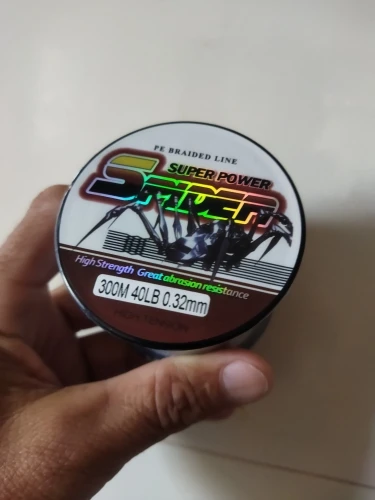 PE BRAIDED LINE
SUPER POWER
SPIDER
High Strength Great abrasion resistance
300M 40LB 0.32mm